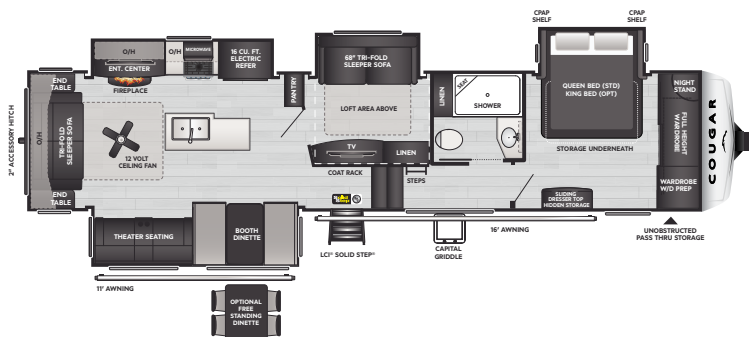 CPAP
SHELF
CPAP
SHELF
O/H
O/H
MICROWAVE
16 CU. FT.
ELECTRIC
REFER
68" TRI-FOLD
SLEEPER SOFA
ENT. CENTER
FIREPLACE
END
TABLE
PANTRY
LINEN
SEAT
SHOWER
QUEEN BED (STD)
KING BED (OPT)
NIGHT
STAND
LOFT AREA ABOVE
2" ACCESSORY HITCH
O/H
TRI-FOLD
SLEEPER SOFA
12 VOLT
CEILING FAN
TV
LINEN
STORAGE UNDERNEATH
FULL HEIGHT
WARDROBE
COUGAR
COAT RACK
STEPS
WARDROBE
W/D PREP
END
TABLE
SLIDING
DRESSER TOP
HIDDEN STORAGE
THEATER SEATING
BOOTH
DINETTE
LCI® SOLID STEP®
CAPITAL
GRIDDLE
16' AWNING
UNOBSTRUCTED
PASS THRU STORAGE
11' AWNING
OPTIONAL
FREE
STANDING
DINETTE